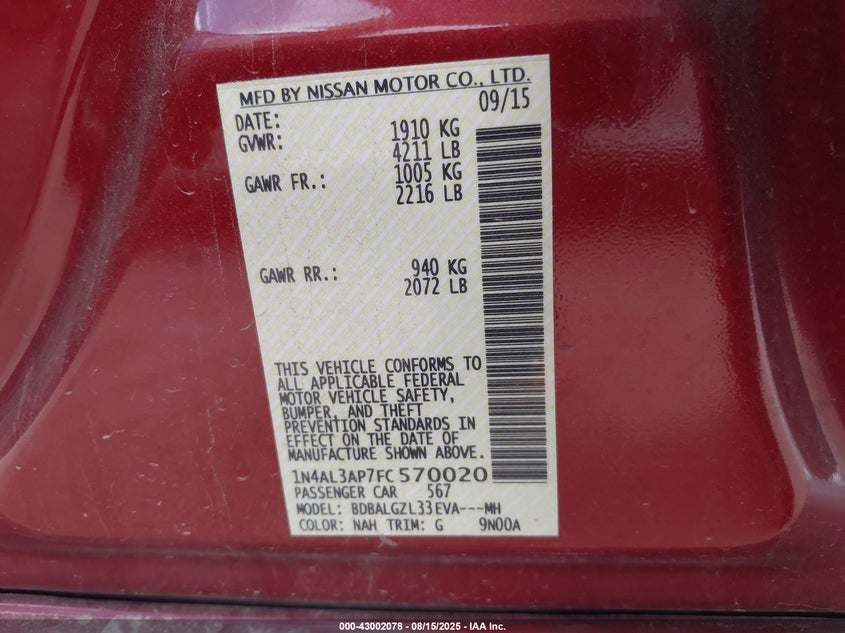 MFD BY NISSAN MOTOR CO., LTD.
DATE: 09/15
GVWR: 1910 KG
4211 LB
GAWR FR.: 1005 KG
2216 LB
GAWR RR.: 940 KG
2072 LB
THIS VEHICLE CONFORMS TO
ALL APPLICABLE FEDERAL
MOTOR VEHICLE SAFETY,
BUMPER, AND THEFT
PREVENTION STANDARDS IN
EFFECT ON THE DATE OF
MANUFACTURE SHOWN ABOVE.
1N4AL3AP7FC570020
PASSENGER CAR 567
MODEL: BDBALGZL33EVA---MH
COLOR: NAH TRIM: G 9N00A
000-43002078 - 08/15/2025 - IAA Inc.